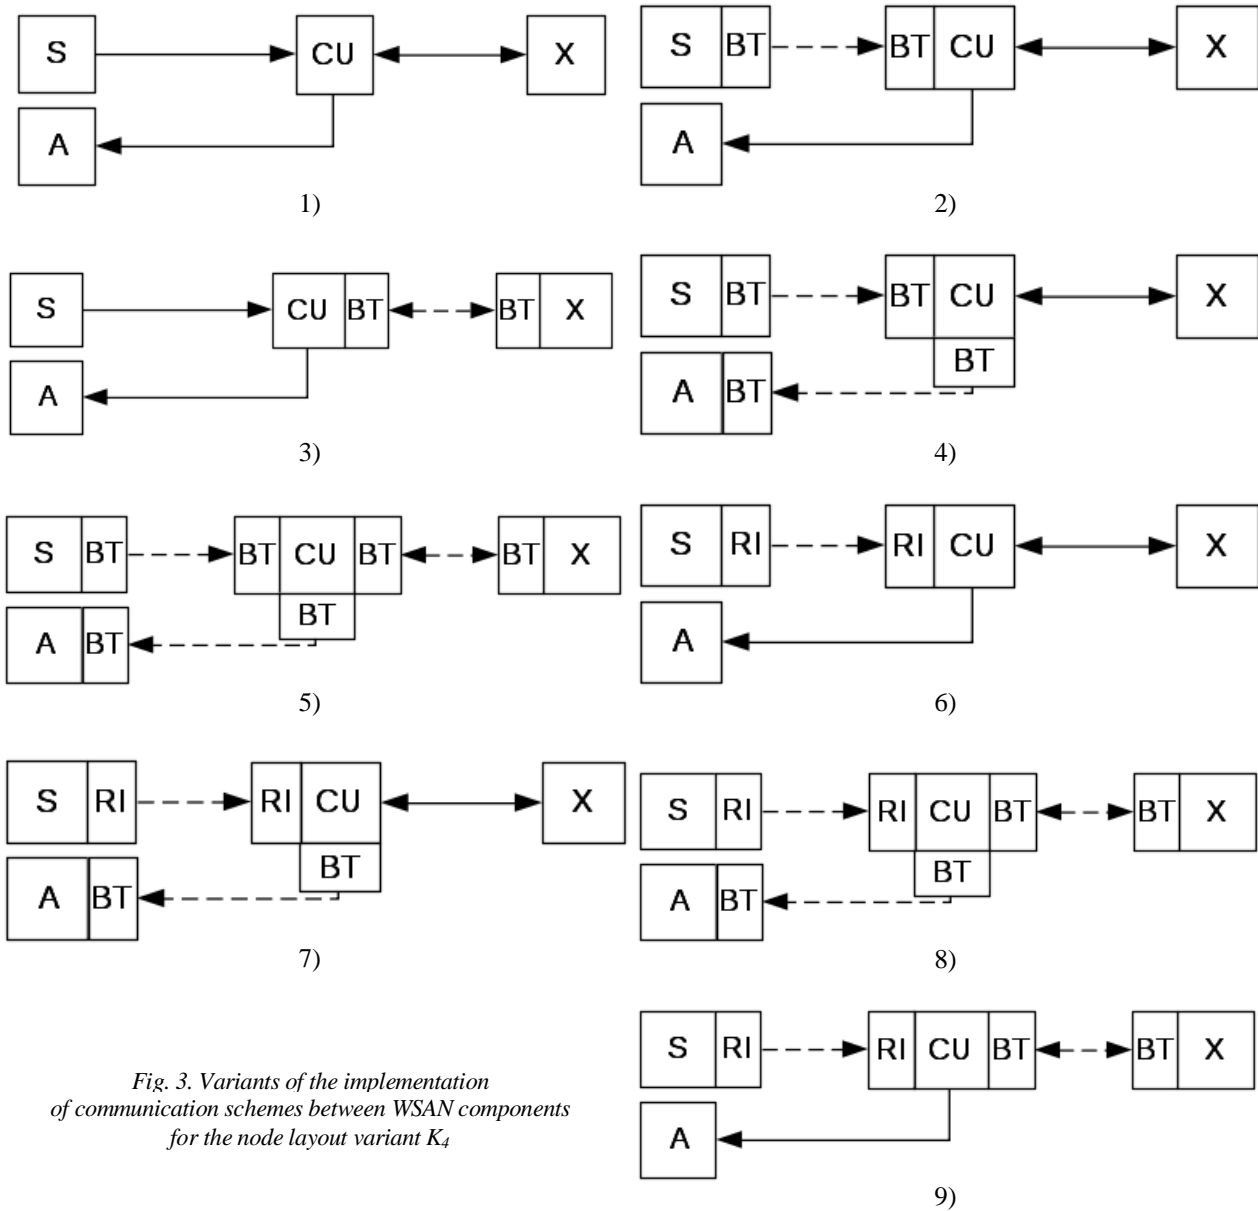 S CU X
A
1)
S BT BT CU X
A
2)
S CU BT BT X
A
3)
S BT BT CU X
A BT BT
4)
S BT BT CU BT BT X
A BT BT
5)
S RI RI CU X
A
6)
S RI RI CU X
A BT BT
7)
S RI RI CU BT BT X
A BT BT
8)
S RI RI CU BT BT X
A
9)
Fig. 3. Variants of the implementation
of communication schemes between WSAN components
for the node layout variant K4